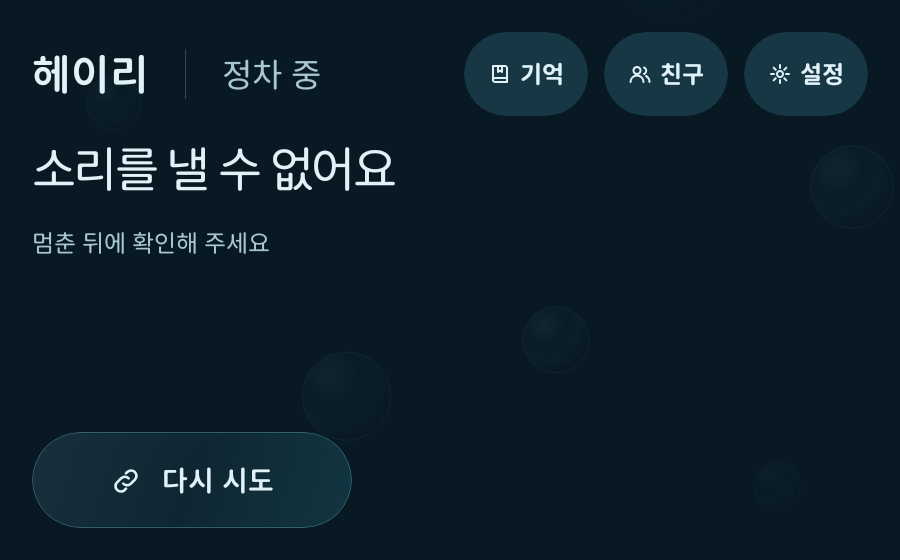 헤이리 정차 중 기억 친구 설정
소리를 낼 수 없어요
멈춘 뒤에 확인해 주세요
다시 시도